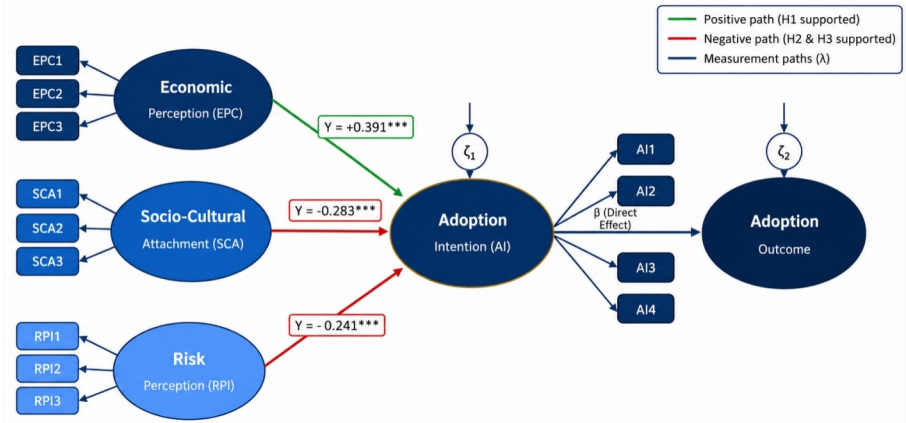 Positive path (H1 supported)
Negative path (H2 & H3 supported)
Measurement paths (λ)
EPC1
EPC2
EPC3
Economic
Perception (EPC)
Y = +0.391***
SCA1
SCA2
SCA3
Socio-Cultural
Attachment (SCA)
Y = -0.283***
RPI1
RPI2
RPI3
Risk
Perception (RPI)
Y = - 0.241***
ζ1
Adoption
Intention (AI)
AI1
AI2
β (Direct
Effect)
AI3
AI4
ζ2
Adoption
Outcome